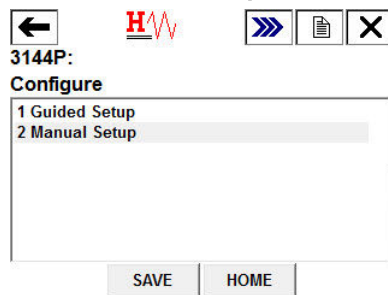 H
3144P:
Configure
1 Guided Setup
2 Manual Setup
SAVE HOME